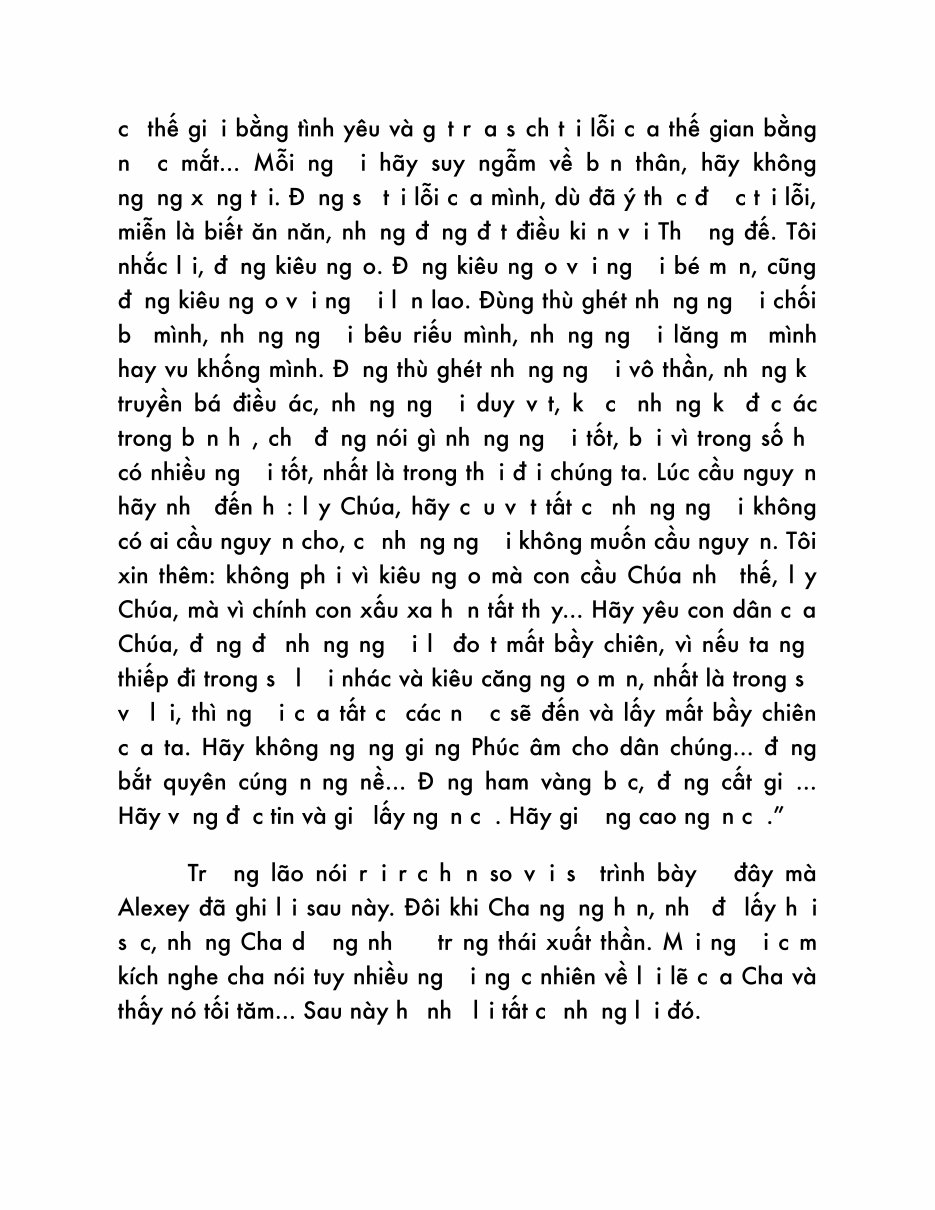 c  thế gi i bằng tình yêu và g t r a s ch t i lỗi c a thế gian bằng
n  c mắt... Mỗi ng  i hãy suy ngẫm về b n thân, hãy không
ng ng x ng t i. Đ ng s  t i lỗi c a mình, dù đã ý th c đ  c t i lỗi,
miễn là biết ăn năn, nh ng đ ng đ t điều ki n v i Th  ng đế. Tôi
nhắc l i, đ ng kiêu ng o. Đ ng kiêu ng o v i ng  i bé m n, cũng
đ ng kiêu ng o v i ng  i l n lao. Đùng thù ghét nh ng ng  i chối
b  mình, nh ng ng  i bêu riếu mình, nh ng ng  i lăng m  mình
hay vu khống mình. Đ ng thù ghét nh ng ng  i vô thần, nh ng k
truyền bá điều ác, nh ng ng  i duy v t, k  c  nh ng k  đ c ác
trong b n h , ch  đ ng nói gì nh ng ng  i tốt, b i vì trong số h
có nhiều ng  i tốt, nhất là trong th i đ i chúng ta. Lúc cầu nguy n
hãy nh  đến h : l y Chúa, hãy c u v t tất c  nh ng ng  i không
có ai cầu nguy n cho, c  nh ng ng  i không muốn cầu nguy n. Tôi
xin thêm: không ph i vì kiêu ng o mà con cầu Chúa nh  thế, l y
Chúa, mà vì chính con xấu xa h n tất th y... Hãy yêu con dân c a
Chúa, đ ng đ  nh ng ng  i l  đo t mất bầy chiên, vì nếu ta ng
thiếp đi trong s  l  i nhác và kiêu căng ng o m n, nhất là trong s
v  l i, thì ng  i c a tất c  các n  c sẽ đến và lấy mất bầy chiên
c a ta. Hãy không ng ng gi ng Phúc âm cho dân chúng... đ ng
bắt quyên cúng n ng nề... Đ ng ham vàng b c, đ ng cất gi  ...
Hãy v ng đ c tin và gi  lấy ng n c . Hãy gi  ng cao ng n c .”
Tr  ng lão nói r i r c h n so v i s  trình bày   đây mà
Alexey đã ghi l i sau này. Đôi khi Cha ng ng h n, nh  đ  lấy h i
s c, nh ng Cha d  ng nh    tr ng thái xuất thần. M i ng  i c m
kích nghe cha nói tuy nhiều ng  i ng c nhiên về l i lẽ c a Cha và
thấy nó tối tăm... Sau này h  nh  l i tất c  nh ng l i đó.